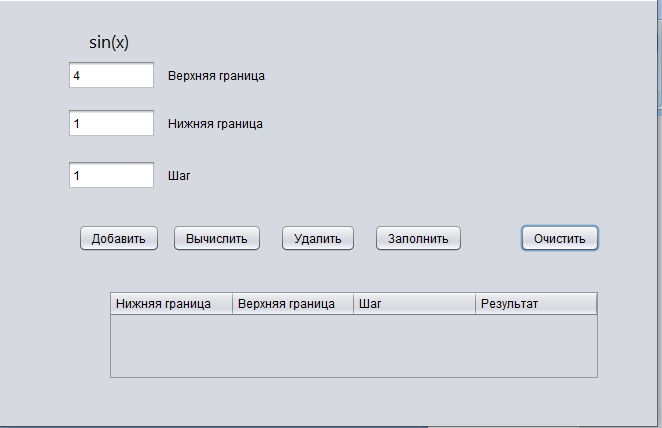 sin(x)
4 Верхняя граница
1 Нижняя граница
1 Шаг
Добавить Вычислить Удалить Заполнить Очистить
Нижняя граница Верхняя граница Шаг Результат